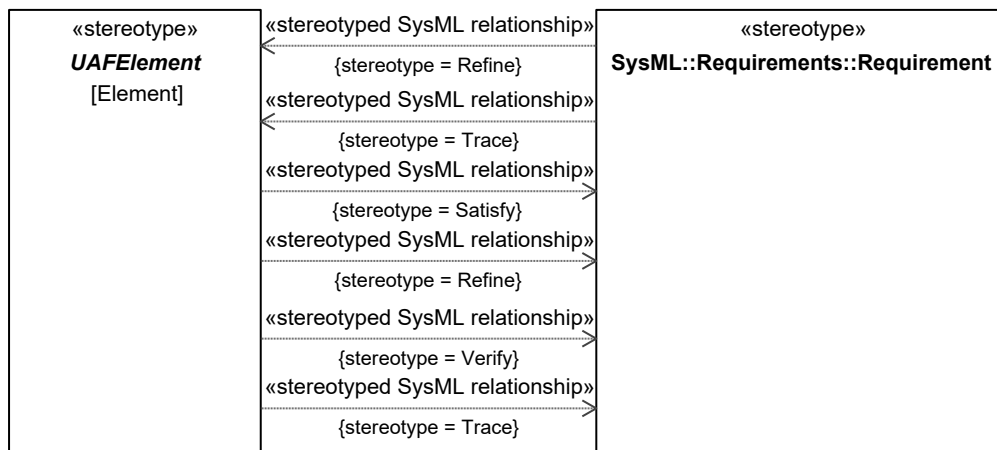 «stereotype»
UAFElement
[Element]
«stereotyped SysML relationship»
{stereotype = Refine}
«stereotyped SysML relationship»
{stereotype = Trace}
«stereotyped SysML relationship»
{stereotype = Satisfy}
«stereotyped SysML relationship»
{stereotype = Refine}
«stereotyped SysML relationship»
{stereotype = Verify}
«stereotyped SysML relationship»
{stereotype = Trace}
«stereotype»
SysML::Requirements::Requirement